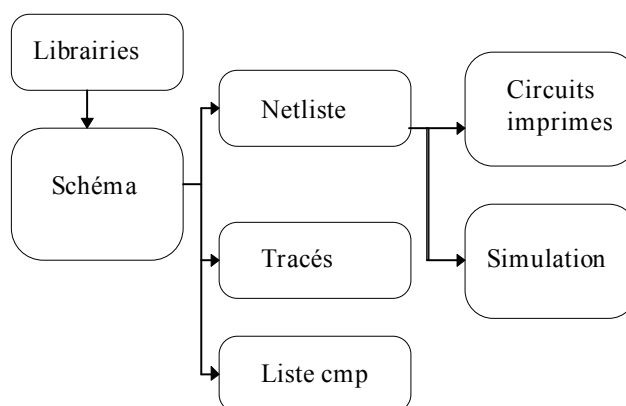 Librairies
Schéma
Netliste
Tracés
Liste cmp
Circuits
imprimes
Simulation